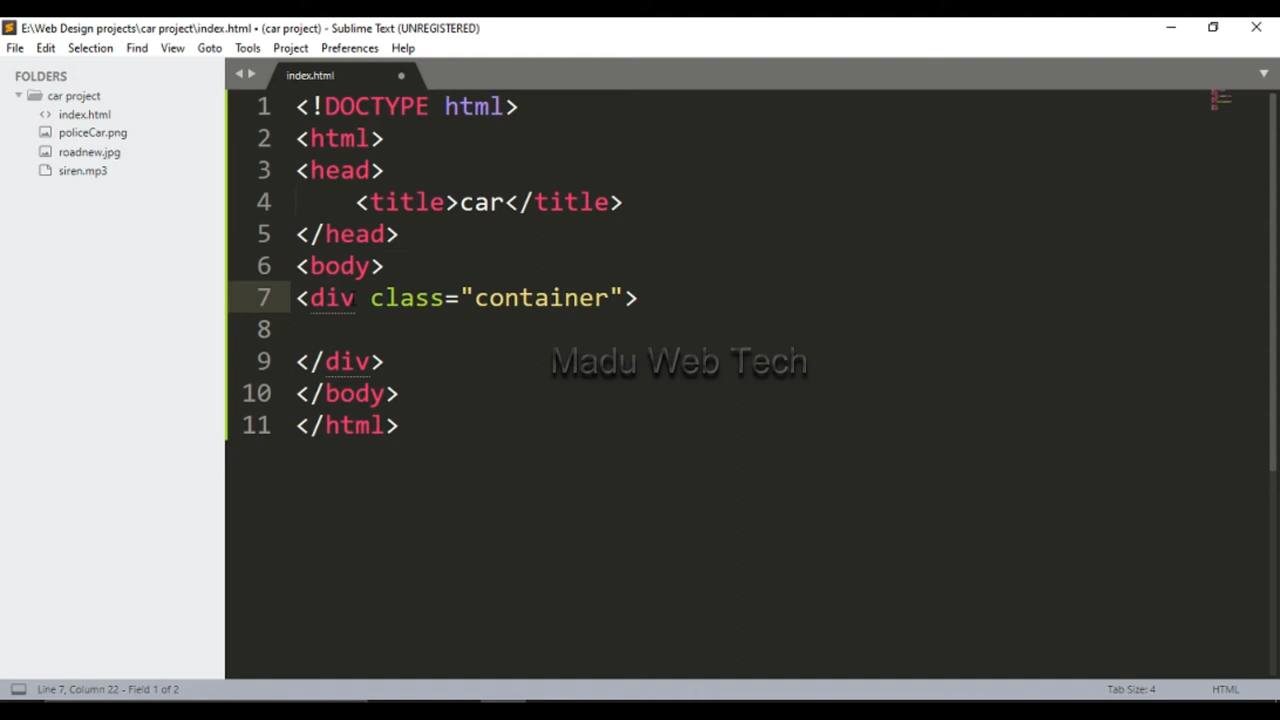 E:\Web Design projects\car project\index.html • (car project) - Sublime Text (UNREGISTERED)
File Edit Selection Find View Goto Tools Project Preferences Help
FOLDERS
car project
index.html
policeCar.png
roadnew.jpg
siren.mp3
index.html
1 <!DOCTYPE html>
2 <html>
3 <head>
4 <title>car</title>
5 </head>
6 <body>
7 <div class="container">
8
9 </div>
10 </body>
11 </html>
Madu Web Tech
Line 7, Column 22 - Field 1 of 2
Tab Size: 4
HTML